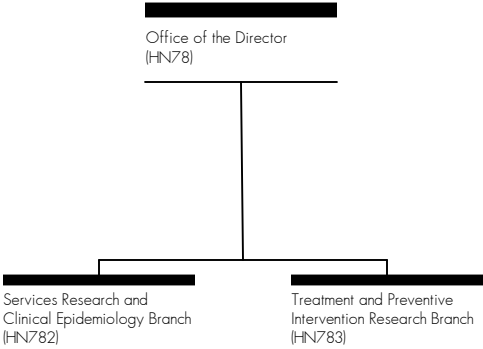 Office of the Director
(HN78)
Services Research and
Clinical Epidemiology Branch
(HN782)
Treatment and Preventive
Intervention Research Branch
(HN783)